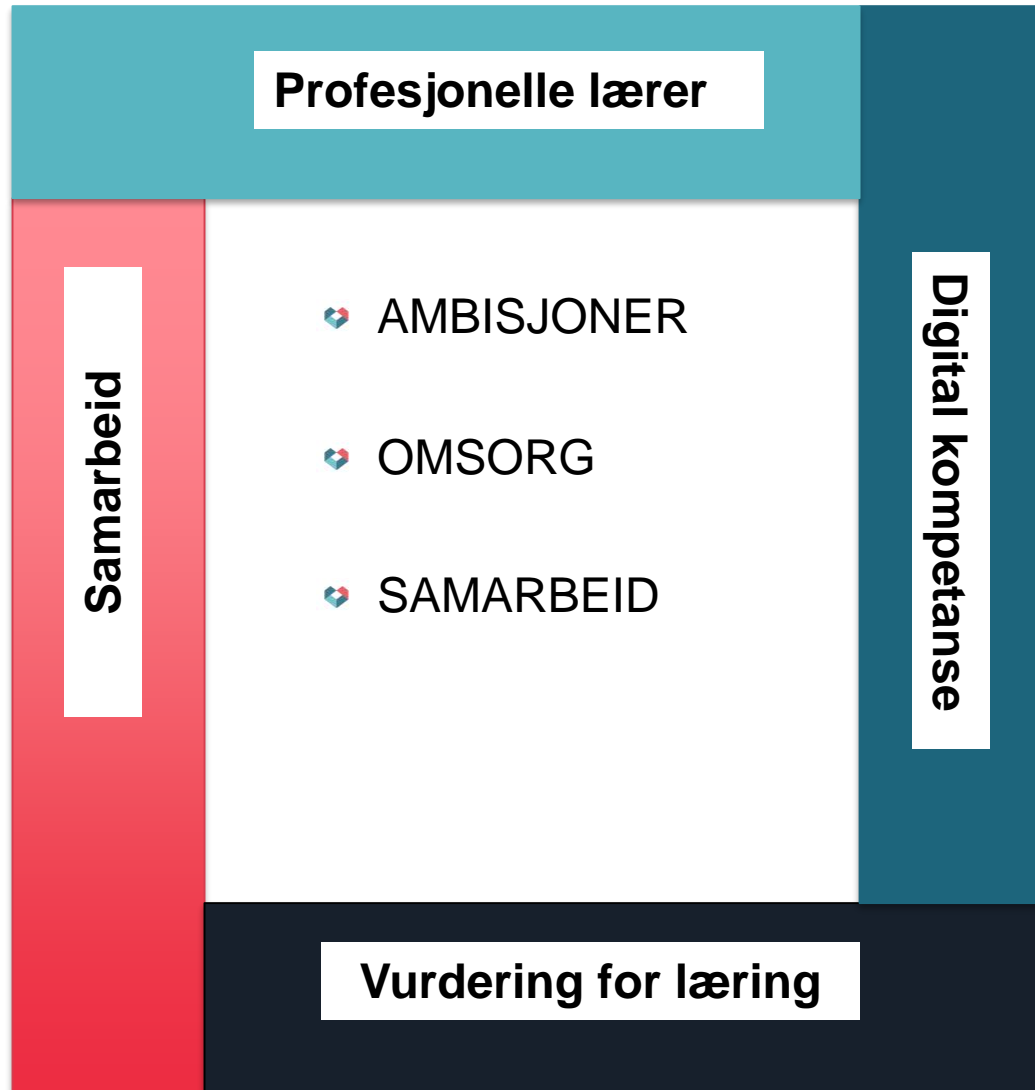 Profesjonelle lærer
Samarbeid
AMBISJONER
OMSORG
SAMARBEID
Digital kompetanse
Vurdering for læring